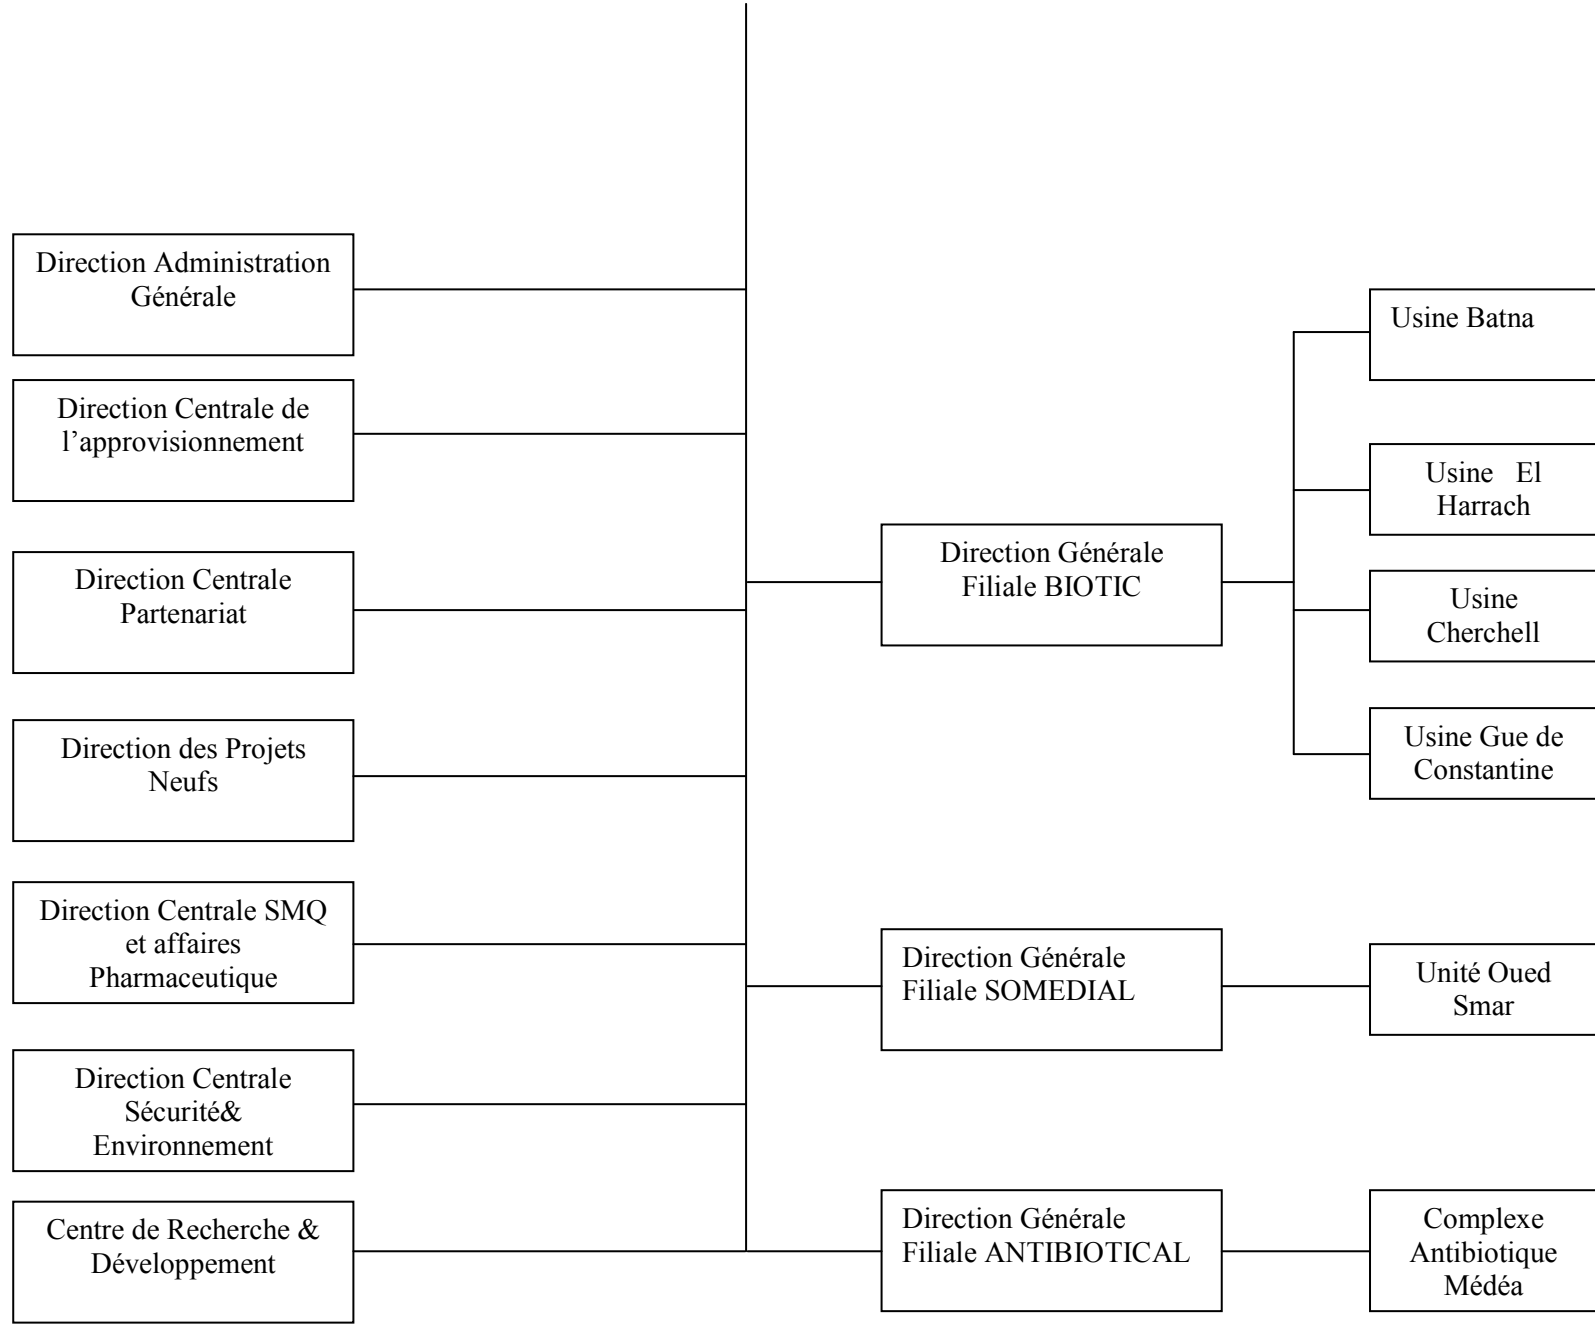 Direction Administration
Générale
Direction Centrale de
l’approvisionnement
Direction Centrale
Partenariat
Direction des Projets
Neufs
Direction Centrale SMQ
et affaires
Pharmaceutique
Direction Centrale
Sécurité&
Environnement
Centre de Recherche &
Développement
Direction Générale
Filiale BIOTIC
Direction Générale
Filiale SOMEDIAL
Direction Générale
Filiale ANTIBIOTICAL
Usine Batna
Usine El
Harrach
Usine
Cherchell
Usine Gue de
Constantine
Unité Oued
Smar
Complexe
Antibiotique
Médéa